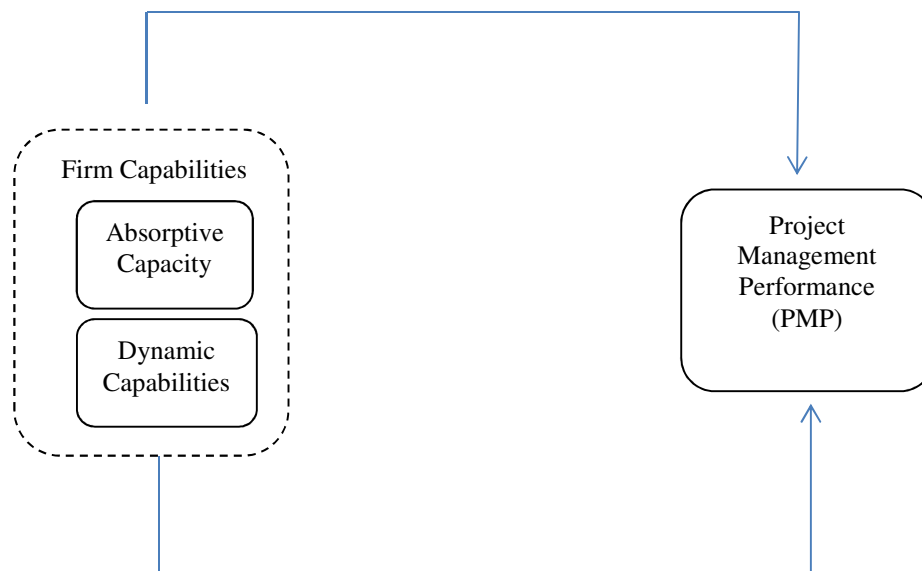 Firm Capabilities
Absorptive
Capacity
Dynamic
Capabilities
Project
Management
Performance
(PMP)